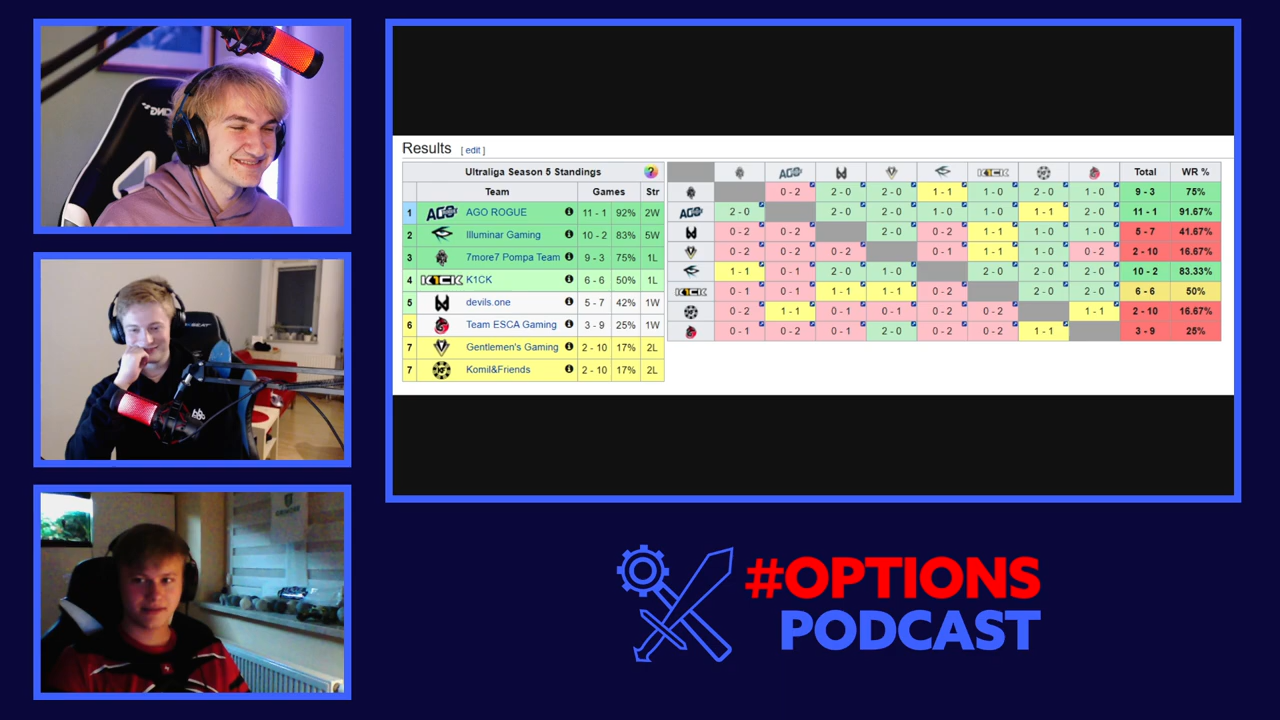 Results [ edit ]
Ultraliga Season 5 Standings
Team Games Str
1 AGO AGO ROGUE 11 - 1 92% 2W
2 Illuminar Gaming 10 - 2 83% 5W
3 7more7 Pompa Team 9 - 3 75% 1L
4 K1CK K1CK 6 - 6 50% 1L
5 devils.one 5 - 7 42% 1W
6 Team ESCA Gaming 3 - 9 25% 1W
7 Gentlemen's Gaming 2 - 10 17% 2L
7 KF Komil&Friends 2 - 10 17% 2L
AGO K1CK Total WR %
0 - 2 2 - 0 2 - 0 1 - 1 1 - 0 2 - 0 1 - 0 9 - 3 75%
AGO 2 - 0 2 - 0 2 - 0 1 - 0 1 - 0 1 - 1 2 - 0 11 - 1 91.67%
0 - 2 0 - 2 2 - 0 0 - 2 1 - 1 1 - 0 1 - 0 5 - 7 41.67%
0 - 2 0 - 2 0 - 2 0 - 1 1 - 1 1 - 0 0 - 2 2 - 10 16.67%
1 - 1 0 - 1 2 - 0 1 - 0 2 - 0 2 - 0 2 - 0 10 - 2 83.33%
K1CK 0 - 1 0 - 1 1 - 1 1 - 1 0 - 2 2 - 0 2 - 0 6 - 6 50%
0 - 2 1 - 1 0 - 1 0 - 1 0 - 2 0 - 2 1 - 1 2 - 10 16.67%
0 - 1 0 - 2 0 - 1 2 - 0 0 - 2 0 - 2 1 - 1 3 - 9 25%
#OPTIONS
PODCAST